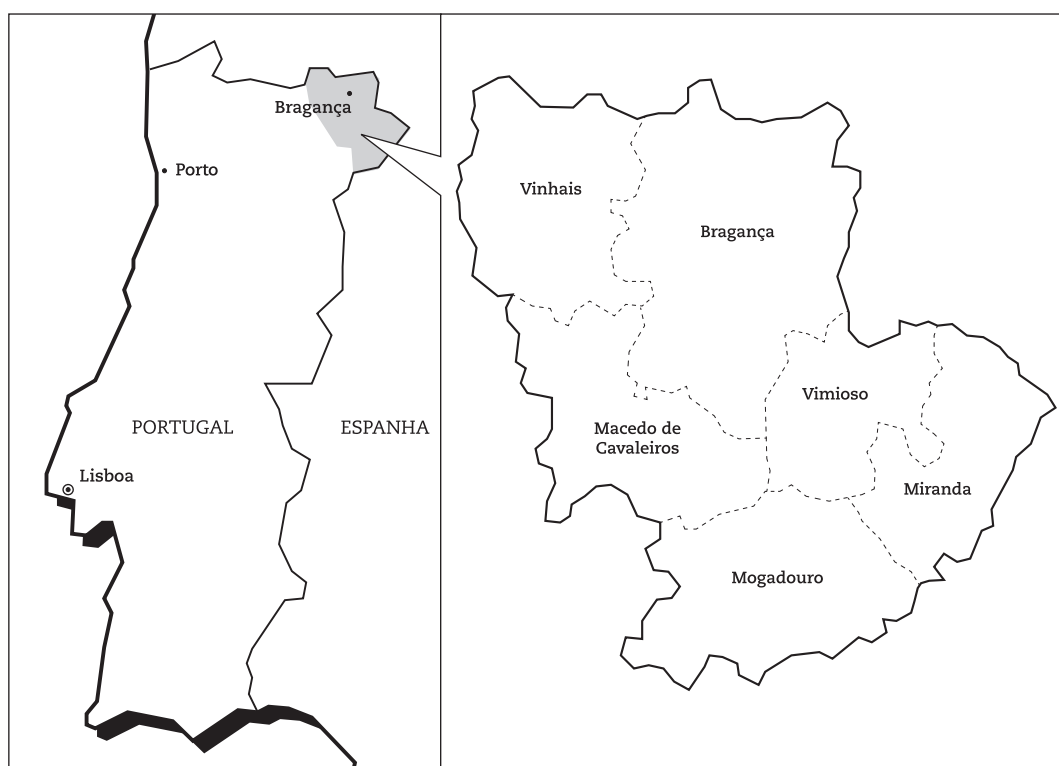 Bragança
Porto
PORTUGAL
ESPANHA
Lisboa
Vinhais
Bragança
Vimioso
Macedo de
Cavaleiros
Miranda
Mogadouro